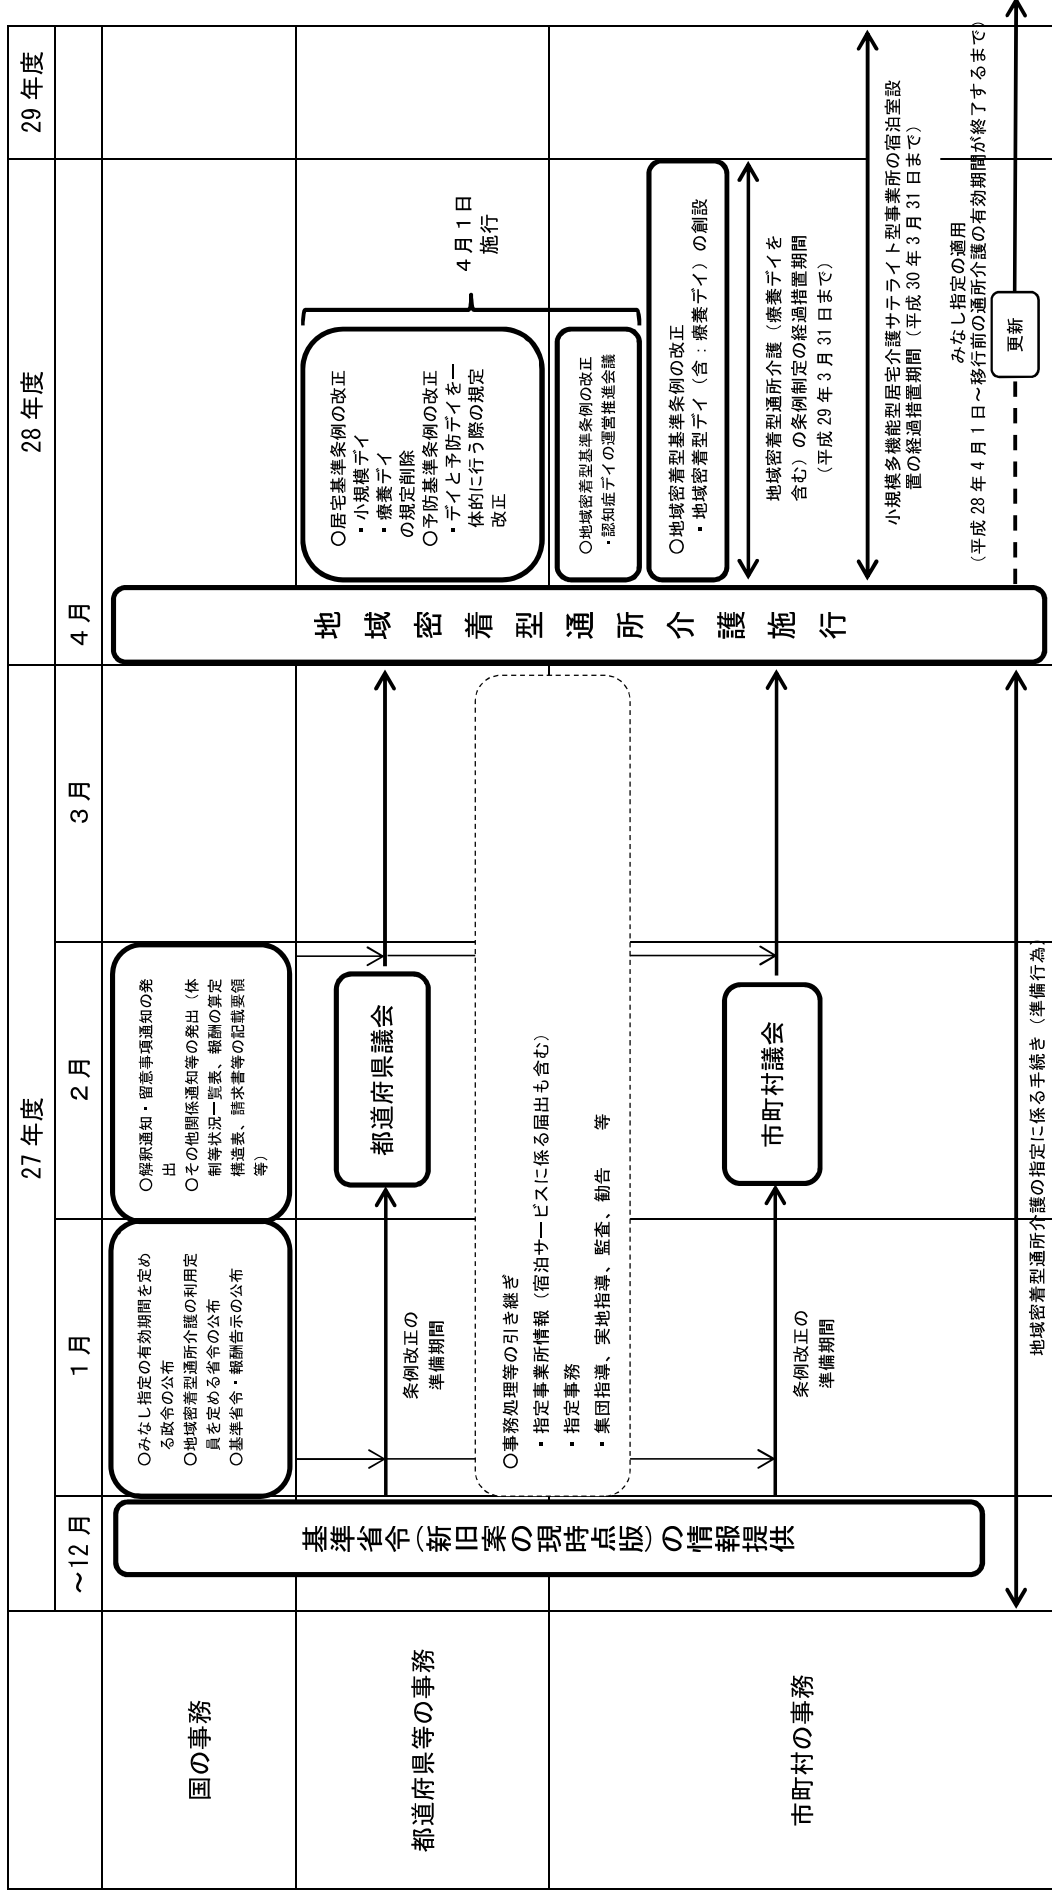 27 年度
28 年度
29 年度
～12 月
１月
２月
３月
４月
国の事務
○みなし指定の有効期間を定め
る政令の公布
○地域密着型通所介護の利用定
員を定める省令の公布
○基準省令・報酬告示の公布
○解釈通知・留意事項通知の発
出
○その他関係通知等の発出（体
制等状況一覧表、報酬の算定
構造表、請求書等の記載要領
等）
基準省令（新旧案の現時点版）の情報提供
地域密着型通所介護施行
都道府県等の事務
条例改正の
準備期間
都道府県議会
○居宅基準条例の改正
・小規模デイ
・療養デイ
の規定削除
○予防基準条例の改正
・デイと予防デイを一
体的に行う際の規定
改正
４月１日
施行
○事務処理等の引き継ぎ
・指定事業所情報（宿泊サービスに係る届出も含む）
・指定事務
・集団指導、実地指導、監査、勧告　　等
市町村の事務
条例改正の
準備期間
市町村議会
○地域密着型基準条例の改正
・認知症デイの運営推進会議
○地域密着型基準条例の改正
・地域密着型デイ（含：療養デイ）の創設
地域密着型通所介護（療養デイを
含む）の条例制定の経過措置期間
（平成 29 年 3 月 31 日まで）
小規模多機能型居宅介護サテライト型事業所の宿泊室設
置の経過措置期間（平成 30 年 3 月 31 日まで）
みなし指定の適用
（平成 28 年 4 月 1 日～移行前の通所介護の有効期間が終了するまで）
更新
地域密着型通所介護の指定に係る手続き（準備行為）